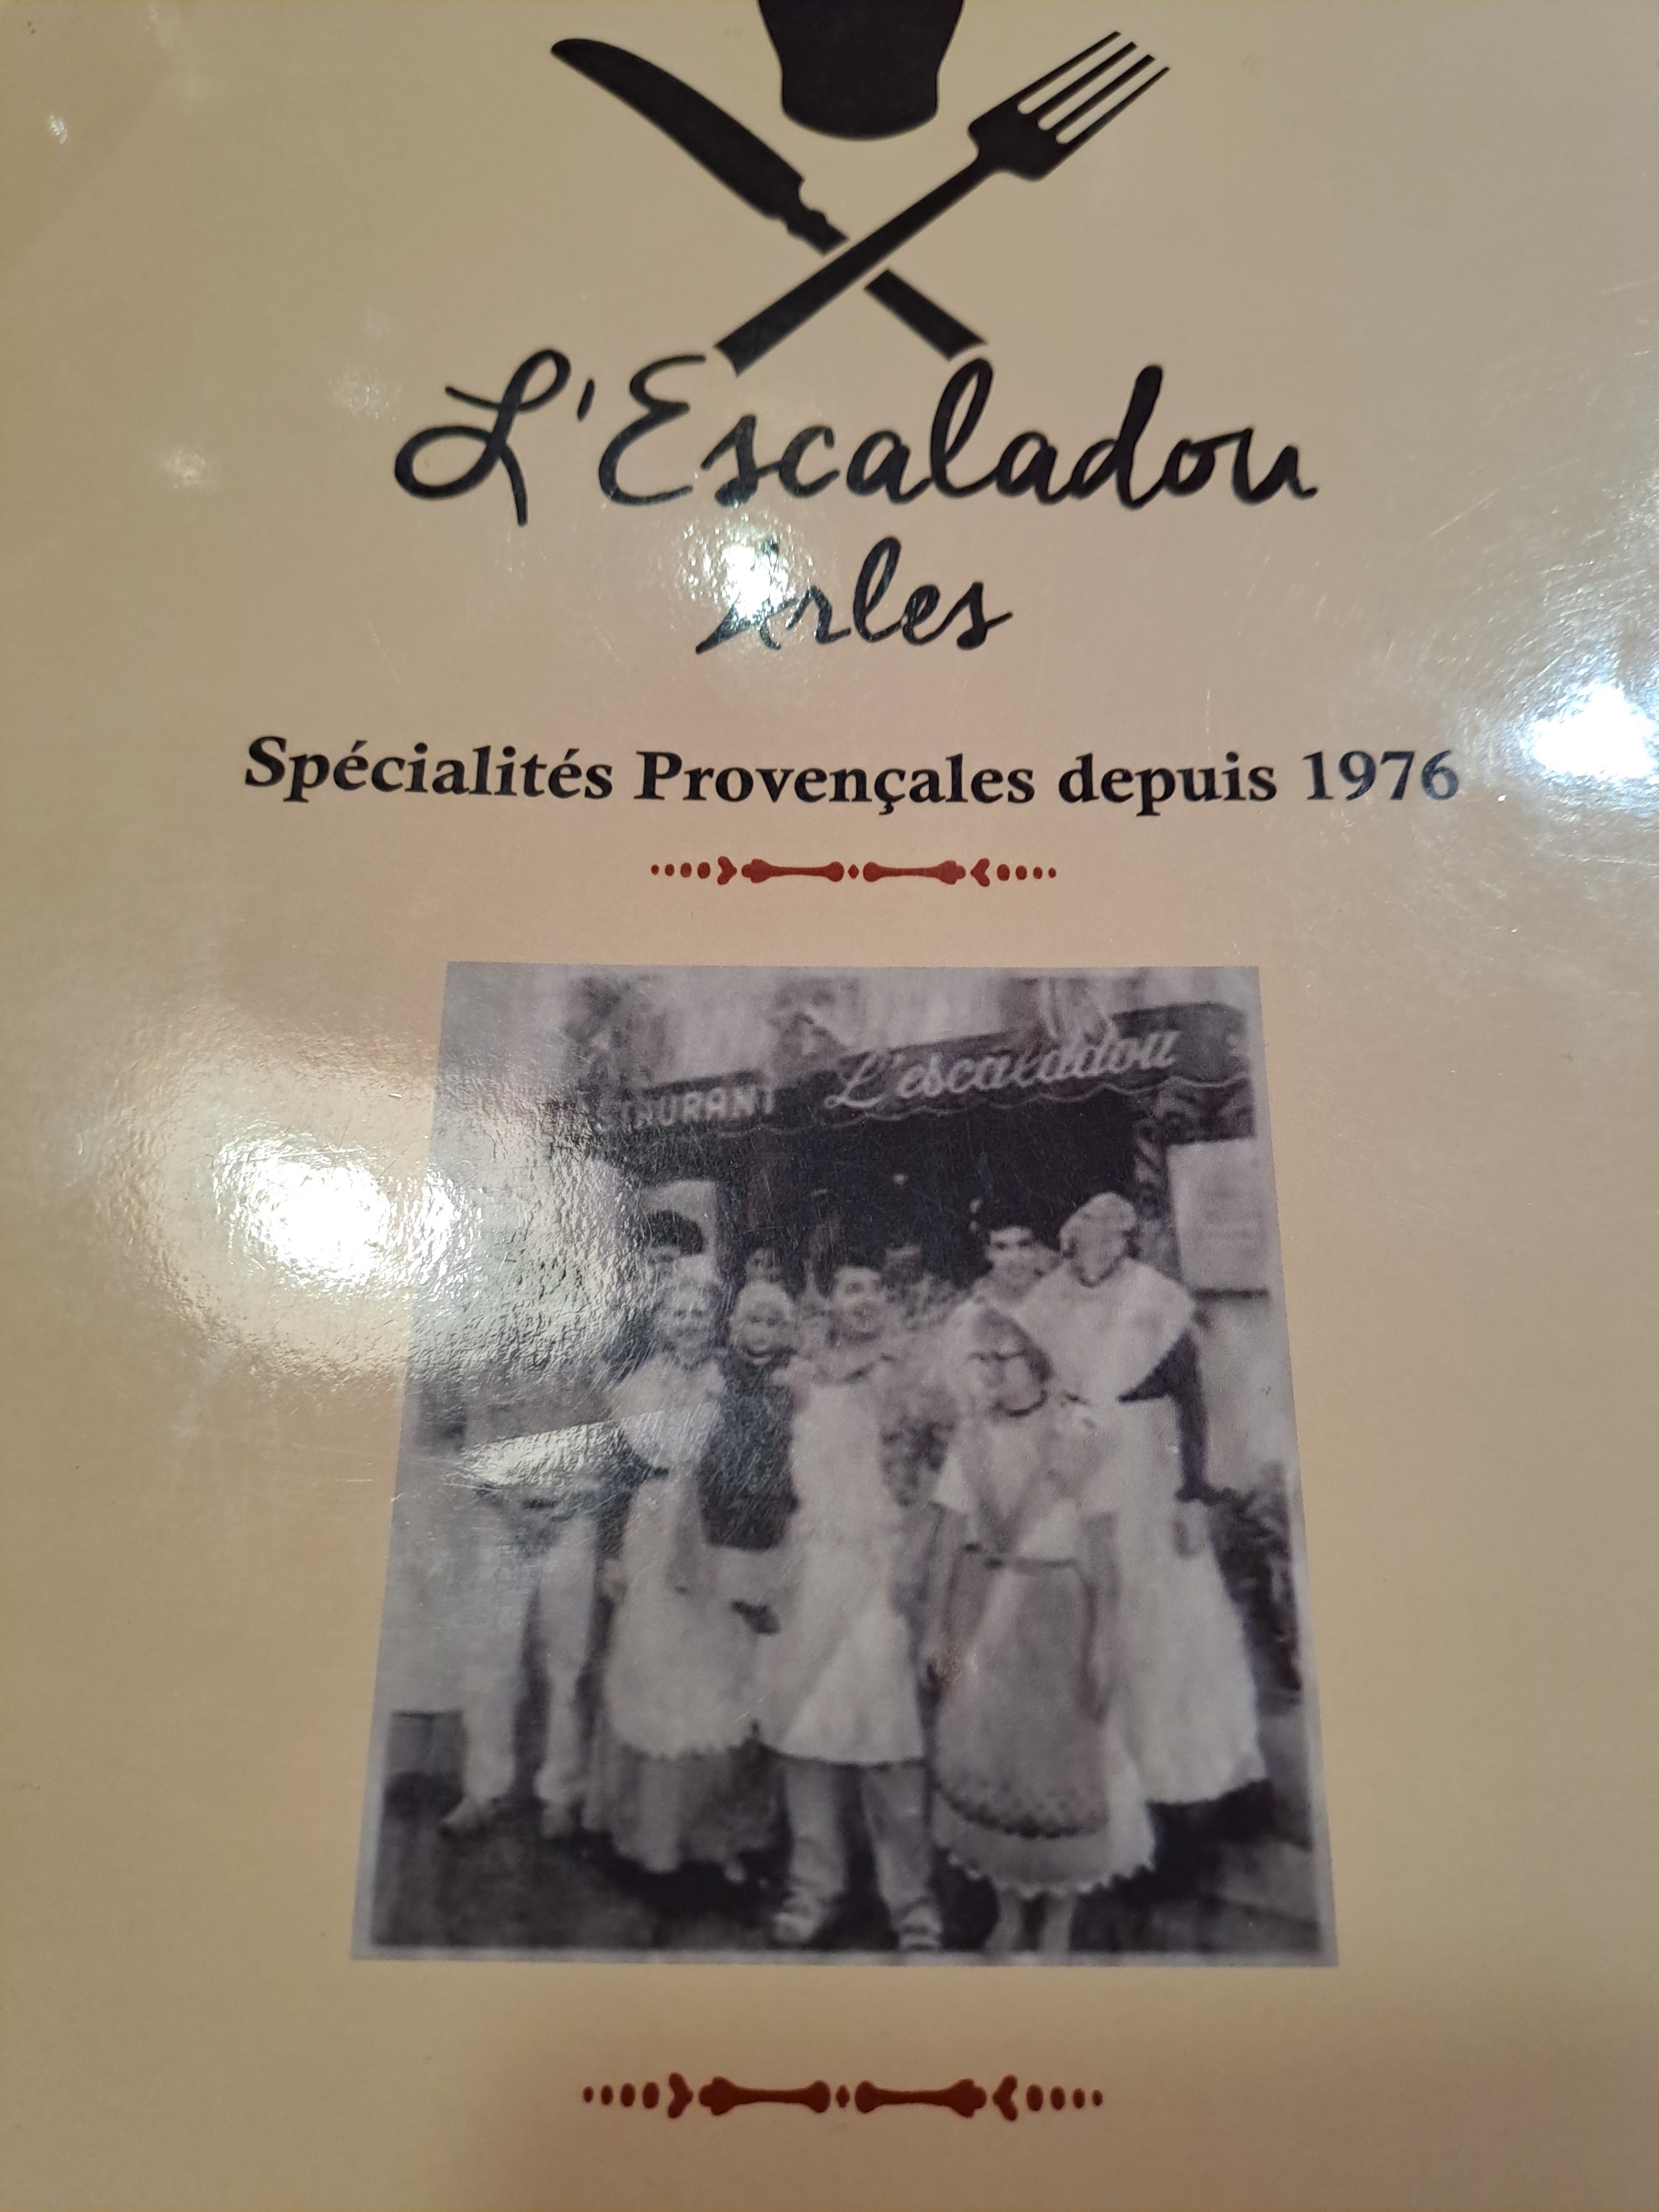 L'Escaladou
Arles
Spécialités Provençales depuis 1976
L'escaladou